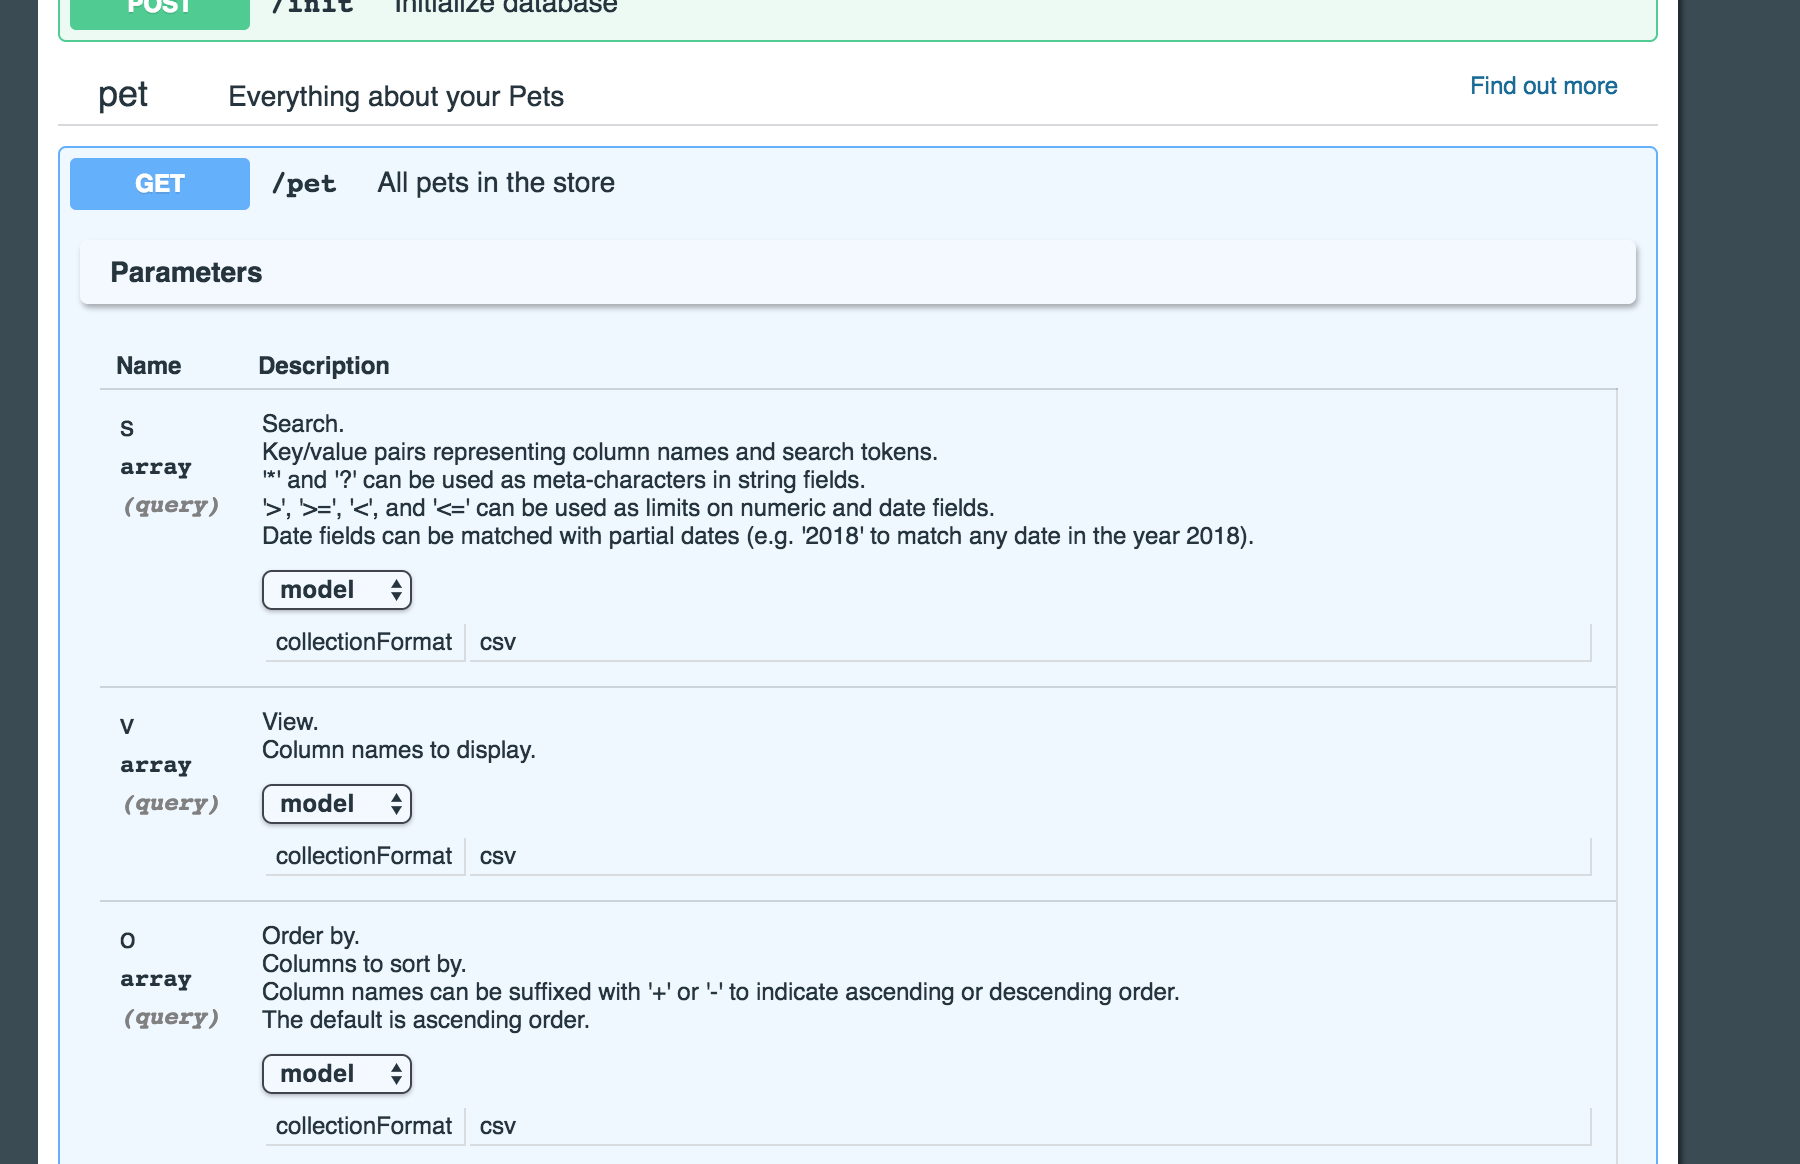 POST /init Initialize database
pet Everything about your Pets Find out more
GET /pet All pets in the store
Parameters
Name Description
s
array
(query)
Search.
Key/value pairs representing column names and search tokens.
'*' and '?' can be used as meta-characters in string fields.
'>', '>=', '<', and '<=' can be used as limits on numeric and date fields.
Date fields can be matched with partial dates (e.g. '2018' to match any date in the year 2018).
model
collectionFormat csv
v
array
(query)
View.
Column names to display.
model
collectionFormat csv
o
array
(query)
Order by.
Columns to sort by.
Column names can be suffixed with '+' or '-' to indicate ascending or descending order.
The default is ascending order.
model
collectionFormat csv